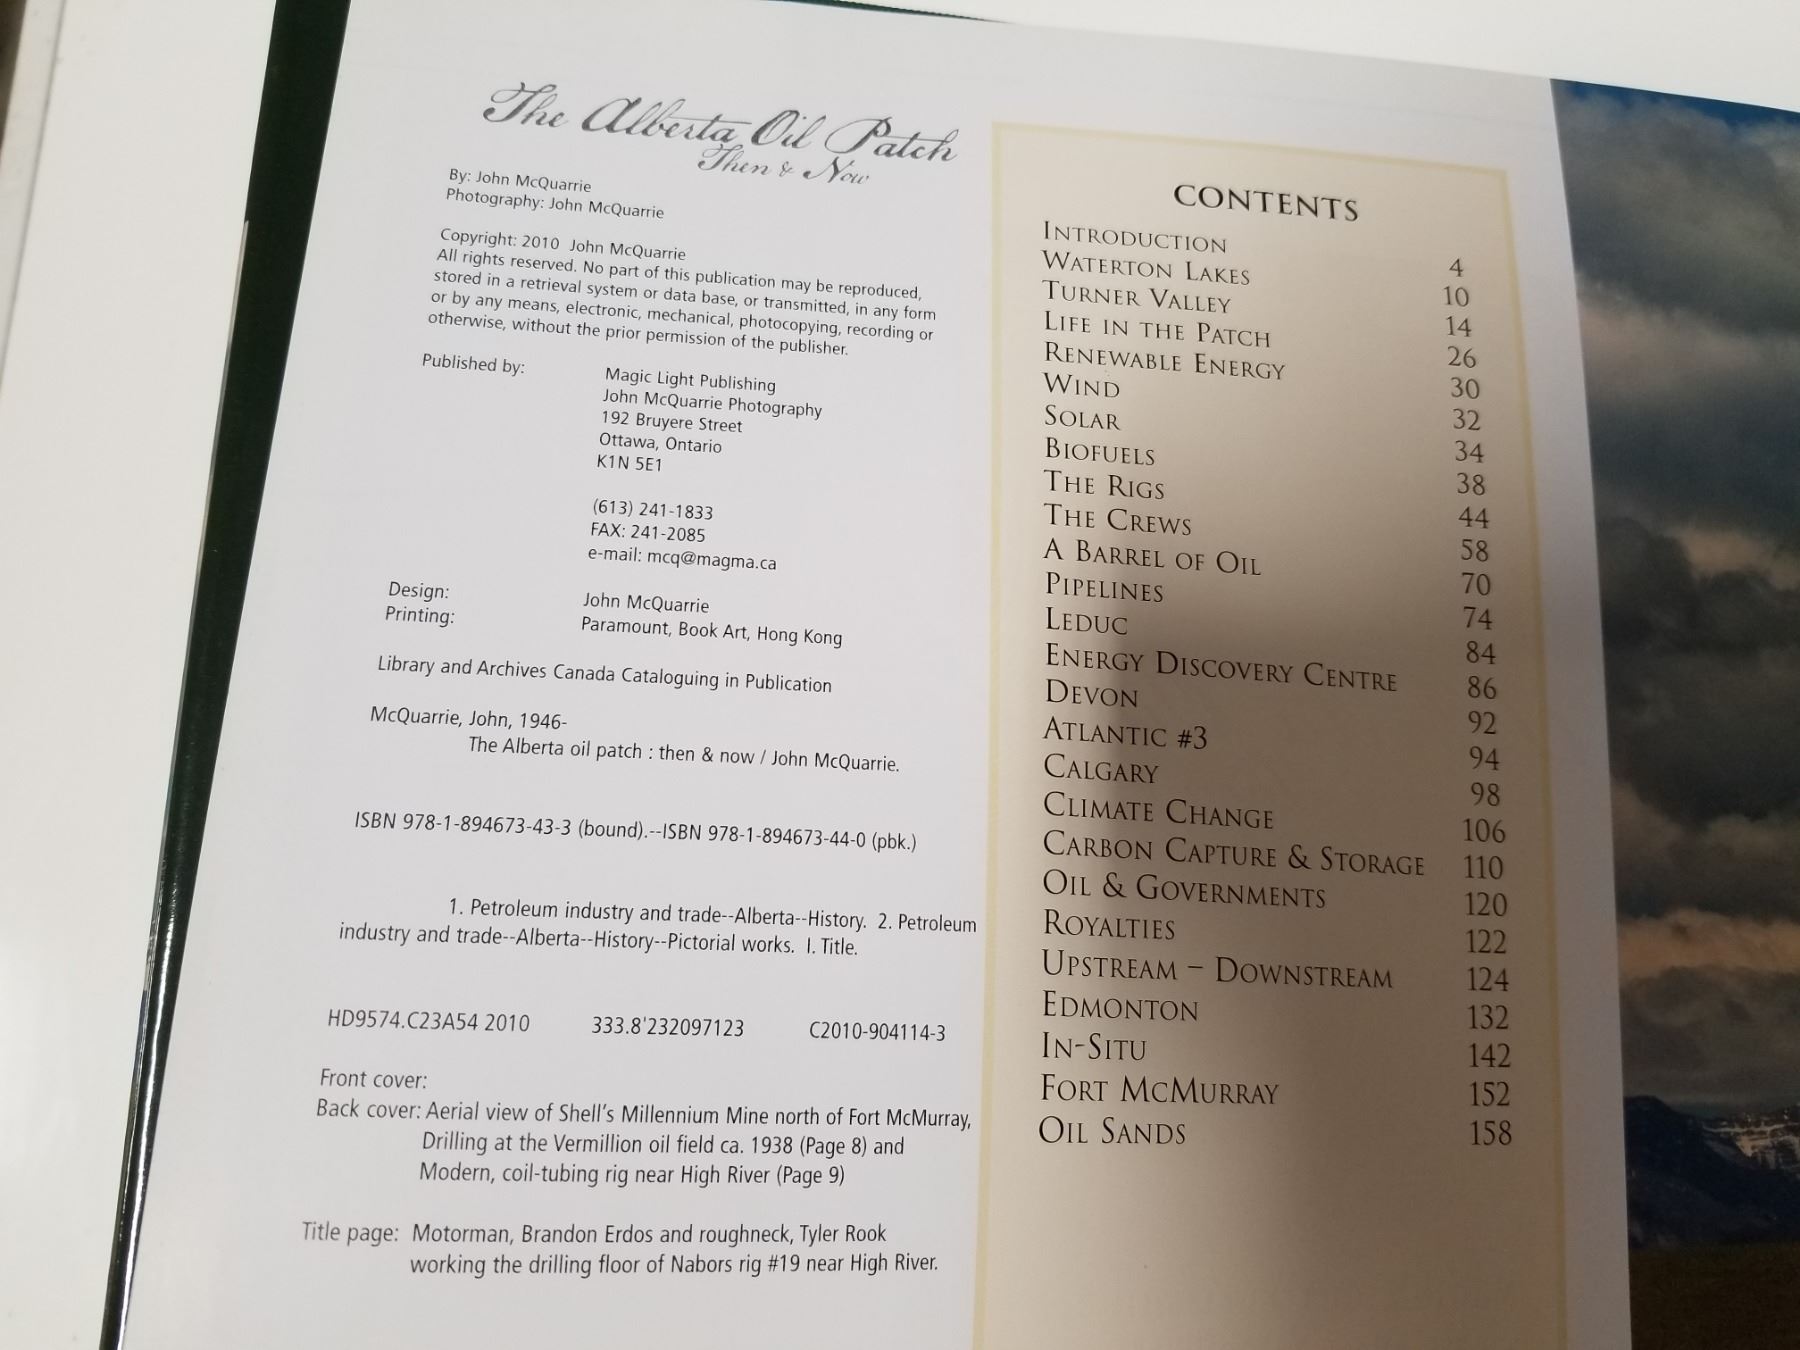 The Alberta Oil Patch
Then & Now
By: John McQuarrie
Photography: John McQuarrie
Copyright: 2010 John McQuarrie
All rights reserved. No part of this publication may be reproduced,
stored in a retrieval system or data base, or transmitted, in any form
or by any means, electronic, mechanical, photocopying, recording or
otherwise, without the prior permission of the publisher.
Published by: Magic Light Publishing
John McQuarrie Photography
192 Bruyere Street
Ottawa, Ontario
K1N 5E1
(613) 241-1833
FAX: 241-2085
e-mail: mcq@magma.ca
Design: John McQuarrie
Printing: Paramount, Book Art, Hong Kong
Library and Archives Canada Cataloguing in Publication
McQuarrie, John, 1946-
The Alberta oil patch : then & now / John McQuarrie.
ISBN 978-1-894673-43-3 (bound).--ISBN 978-1-894673-44-0 (pbk.)
1. Petroleum industry and trade--Alberta--History. 2. Petroleum
industry and trade--Alberta--History--Pictorial works. I. Title.
HD9574.C23A54 2010 333.8'232097123 C2010-904114-3
Front cover:
Back cover: Aerial view of Shell's Millennium Mine north of Fort McMurray,
Drilling at the Vermillion oil field ca. 1938 (Page 8) and
Modern, coil-tubing rig near High River (Page 9)
Title page: Motorman, Brandon Erdos and roughneck, Tyler Rook
working the drilling floor of Nabors rig #19 near High River.
CONTENTS
INTRODUCTION 4
WATERTON LAKES 10
TURNER VALLEY 14
LIFE IN THE PATCH 26
RENEWABLE ENERGY 30
WIND 32
SOLAR 34
BIOFUELS 38
THE RIGS 44
THE CREWS 58
A BARREL OF OIL 70
PIPELINES 74
LEDUC 84
ENERGY DISCOVERY CENTRE 86
DEVON 92
ATLANTIC #3 94
CALGARY 98
CLIMATE CHANGE 106
CARBON CAPTURE & STORAGE 110
OIL & GOVERNMENTS 120
ROYALTIES 122
UPSTREAM – DOWNSTREAM 124
EDMONTON 132
IN-SITU 142
FORT MCMURRAY 152
OIL SANDS 158